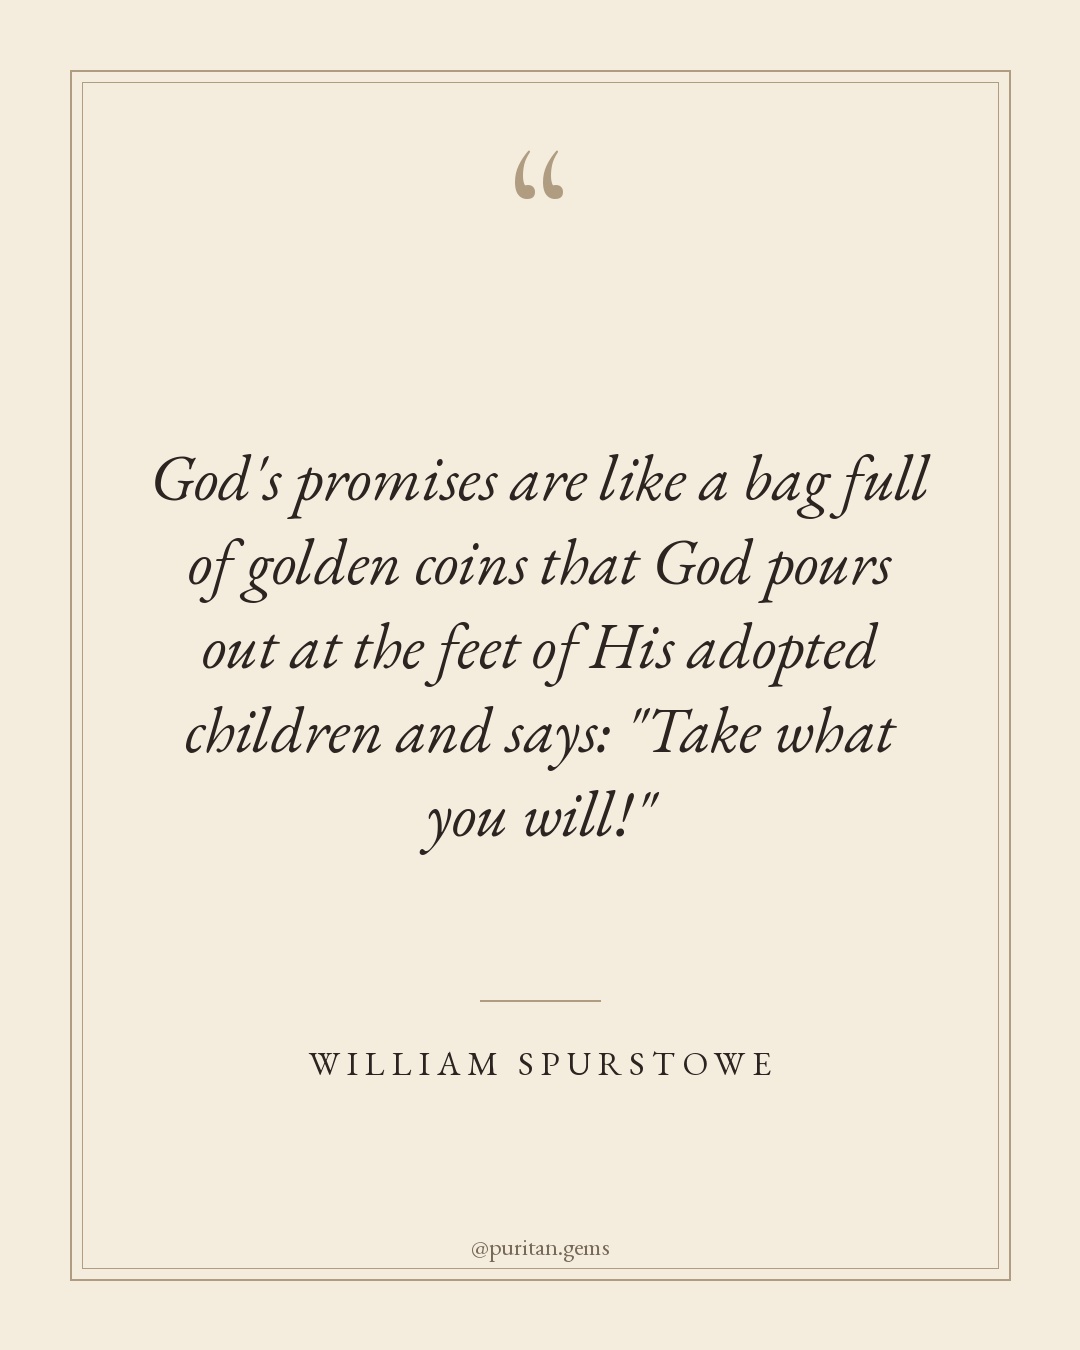 “
God's promises are like a bag full
of golden coins that God pours
out at the feet of His adopted
children and says: "Take what
you will!"
WILLIAM SPURSTOWE
@puritan.gems